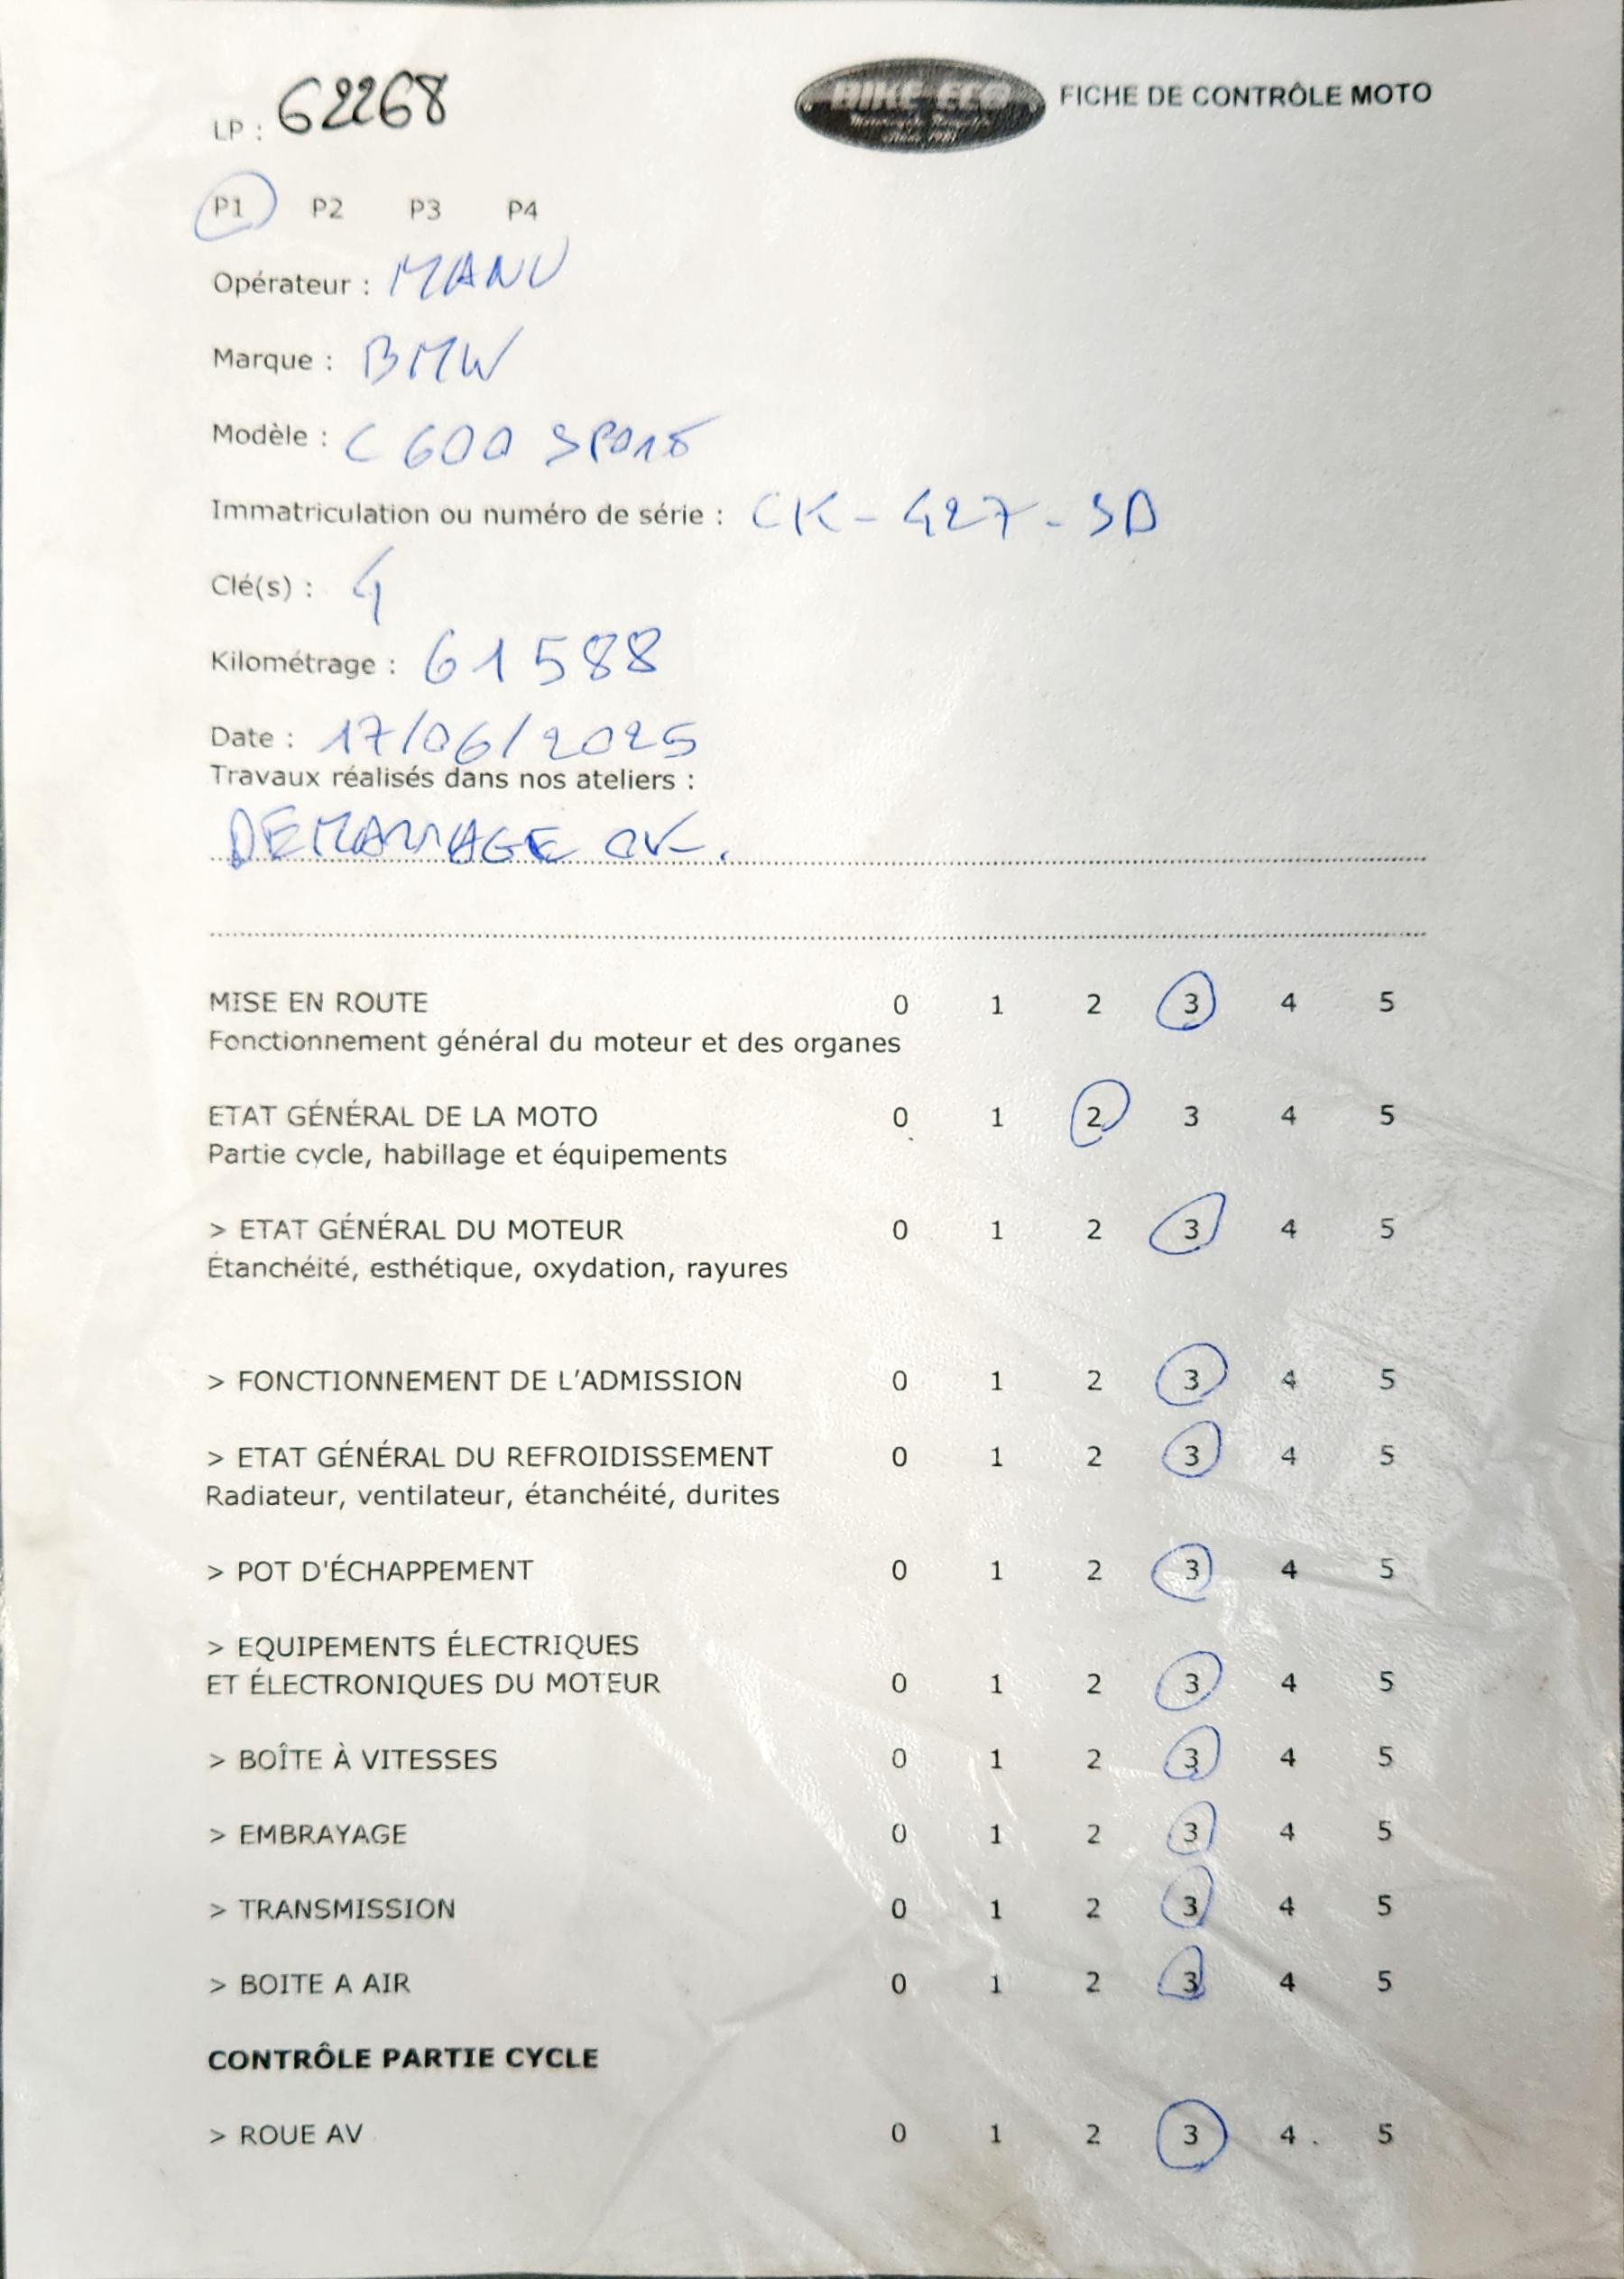 LP : 62268
BIKE ECO
FICHE DE CONTRÔLE MOTO
P1 P2 P3 P4
Opérateur : MANU
Marque : BMW
Modèle : C 600 SPORT
Immatriculation ou numéro de série : CK-427-SD
Clé(s) : 4
Kilométrage : 61588
Date : 17/06/2025
Travaux réalisés dans nos ateliers :
DEMARRAGE OK.
MISE EN ROUTE 0 1 2 3 4 5
Fonctionnement général du moteur et des organes
ETAT GÉNÉRAL DE LA MOTO 0 1 2 3 4 5
Partie cycle, habillage et équipements
> ETAT GÉNÉRAL DU MOTEUR 0 1 2 3 4 5
Étanchéité, esthétique, oxydation, rayures
> FONCTIONNEMENT DE L'ADMISSION 0 1 2 3 4 5
> ETAT GÉNÉRAL DU REFROIDISSEMENT 0 1 2 3 4 5
Radiateur, ventilateur, étanchéité, durites
> POT D'ÉCHAPPEMENT 0 1 2 3 4 5
> EQUIPEMENTS ÉLECTRIQUES
ET ÉLECTRONIQUES DU MOTEUR 0 1 2 3 4 5
> BOÎTE À VITESSES 0 1 2 3 4 5
> EMBRAYAGE 0 1 2 3 4 5
> TRANSMISSION 0 1 2 3 4 5
> BOITE A AIR 0 1 2 3 4 5
CONTRÔLE PARTIE CYCLE
> ROUE AV 0 1 2 3 4 5